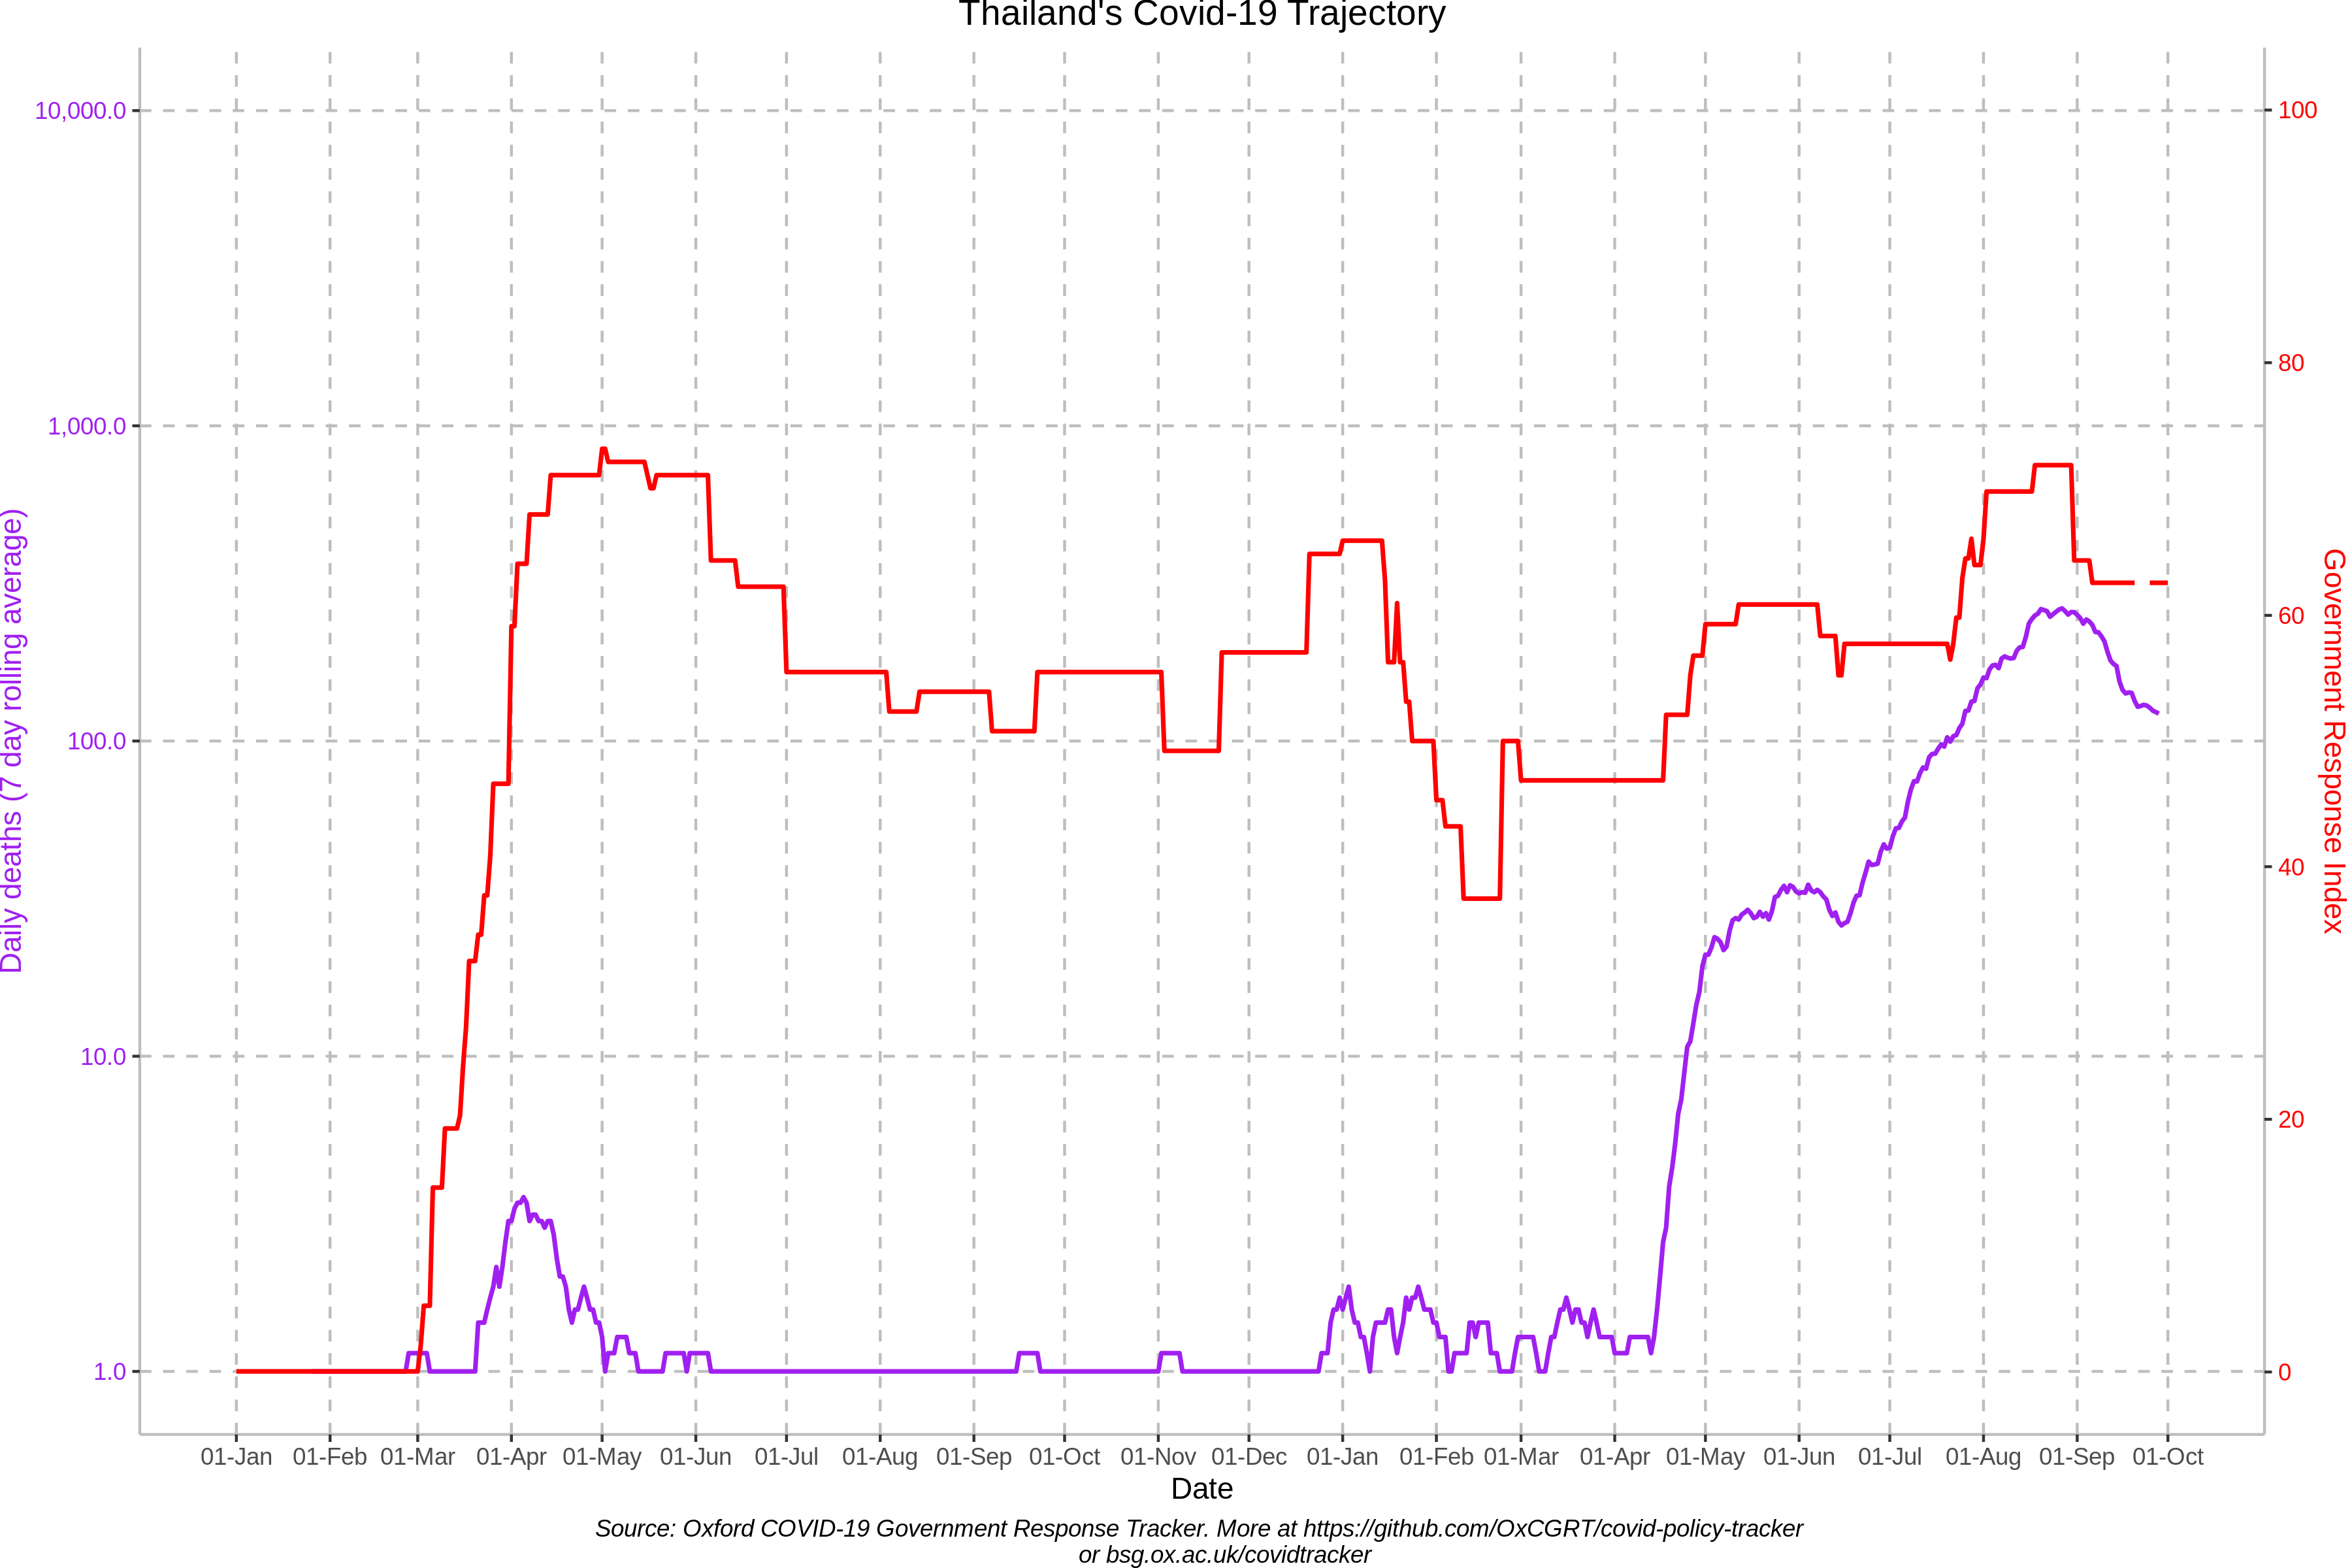 Thailand's Covid-19 Trajectory
10,000.0
1,000.0
100.0
10.0
1.0
Daily deaths (7 day rolling average)
100
80
60
40
20
0
Government Response Index
01-Jan 01-Feb 01-Mar 01-Apr 01-May 01-Jun 01-Jul 01-Aug 01-Sep 01-Oct 01-Nov 01-Dec 01-Jan 01-Feb 01-Mar 01-Apr 01-May 01-Jun 01-Jul 01-Aug 01-Sep 01-Oct
Date
Source: Oxford COVID-19 Government Response Tracker. More at https://github.com/OxCGRT/covid-policy-tracker
or bsg.ox.ac.uk/covidtracker